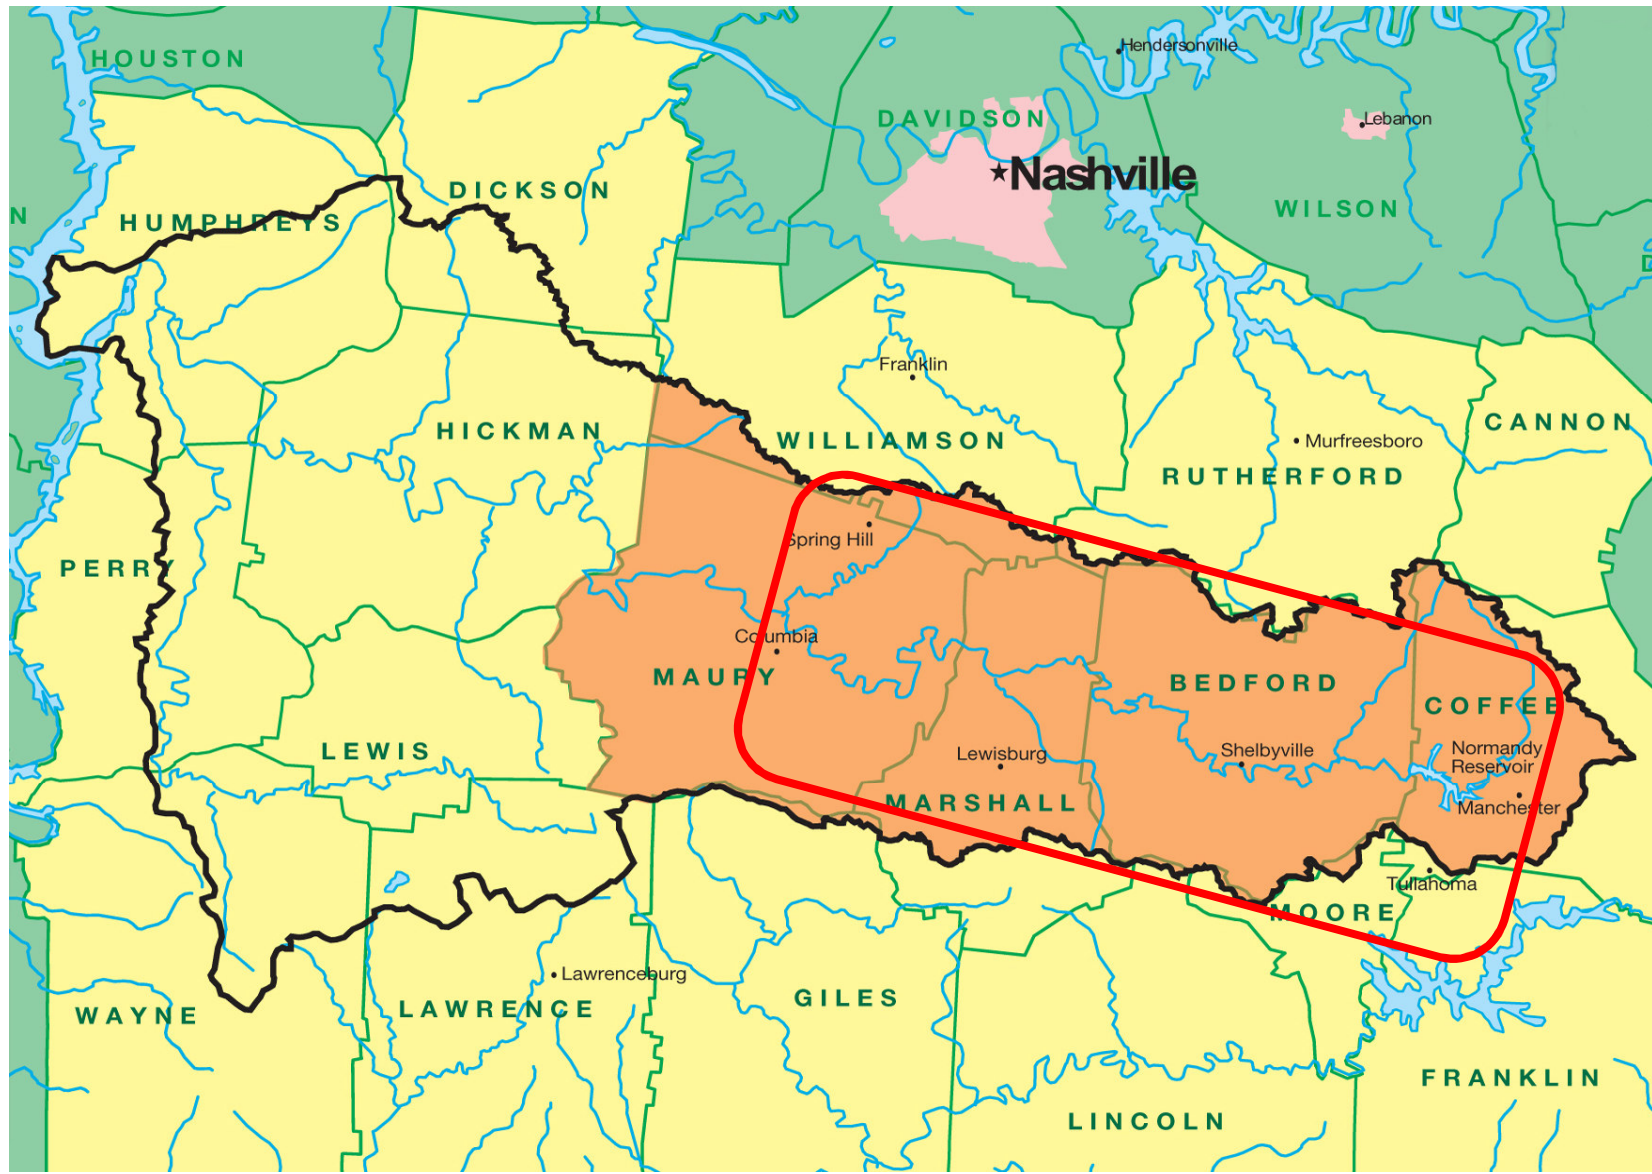 Hendersonville
HOUSTON
DAVIDSON
Lebanon
Nashville
DICKSON
WILSON
N
HUMPHREYS
D
Franklin
CANNON
HICKMAN
WILLIAMSON
Murfreesboro
RUTHERFORD
Spring Hill
PERRY
Columbia
MAURY
BEDFORD
COFFEE
LEWIS
Lewisburg
Shelbyville
Normandy
Reservoir
MARSHALL
Manchester
Tullahoma
MOORE
Lawrenceburg
GILES
LAWRENCE
WAYNE
FRANKLIN
LINCOLN